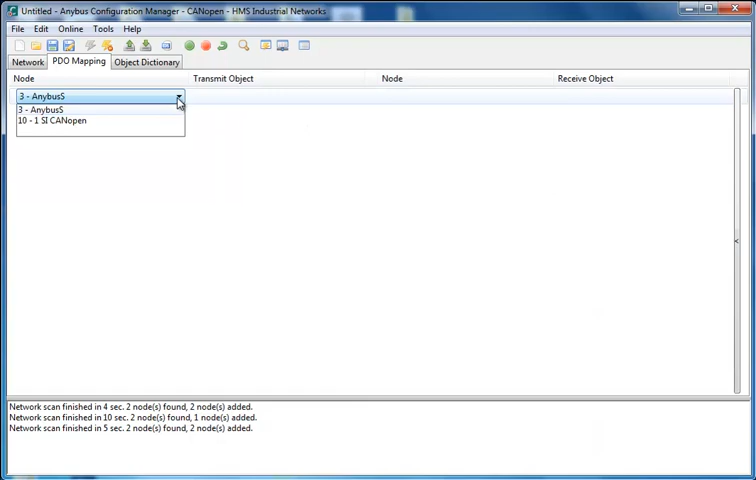 Untitled - Anybus Configuration Manager - CANopen - HMS Industrial Networks
File Edit Online Tools Help
Network PDO Mapping Object Dictionary
Node Transmit Object Node Receive Object
3 - AnybusS
3 - AnybusS
10 - 1 SI CANopen
Network scan finished in 4 sec. 2 node(s) found, 2 node(s) added.
Network scan finished in 10 sec. 2 node(s) found, 1 node(s) added.
Network scan finished in 5 sec. 2 node(s) found, 2 node(s) added.